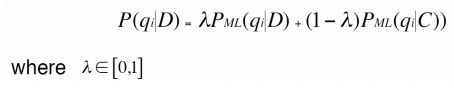 P(qi|D) = λPML(qi|D) + (1 − λ)PML(qi|C))
where λ∈[0,1]